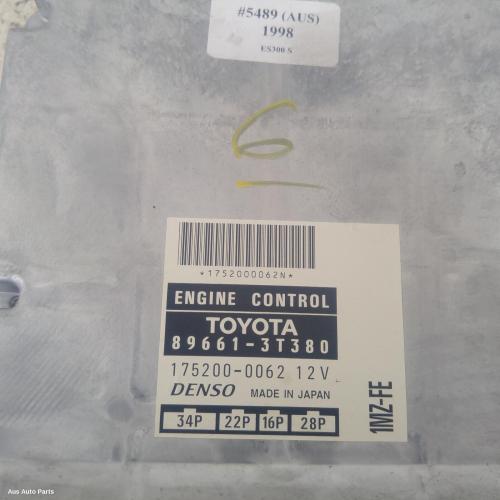 #5489 (AUS)
1998
ES300 S
6
*1752000062N*
ENGINE CONTROL
TOYOTA
89661-3T380
175200-0062 12V
DENSO MADE IN JAPAN
34P 22P 16P 28P
1MZ-FE
Aus Auto Parts